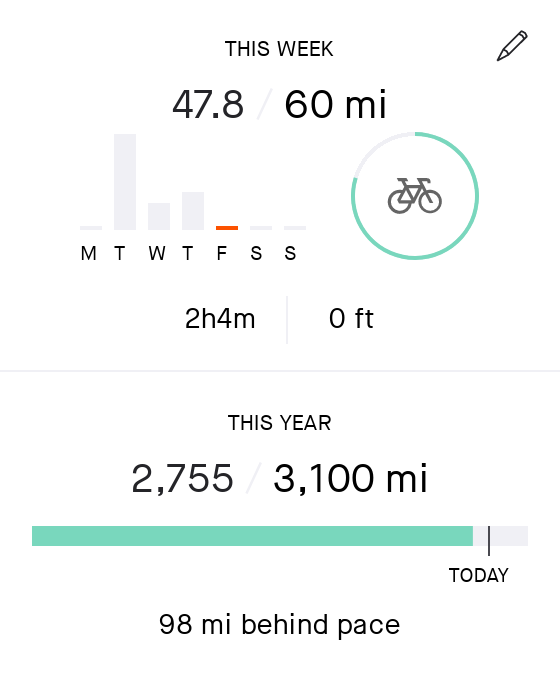 THIS WEEK
47.8 / 60 mi
M T W T F S S
2h4m 0 ft
THIS YEAR
2,755 / 3,100 mi
TODAY
98 mi behind pace